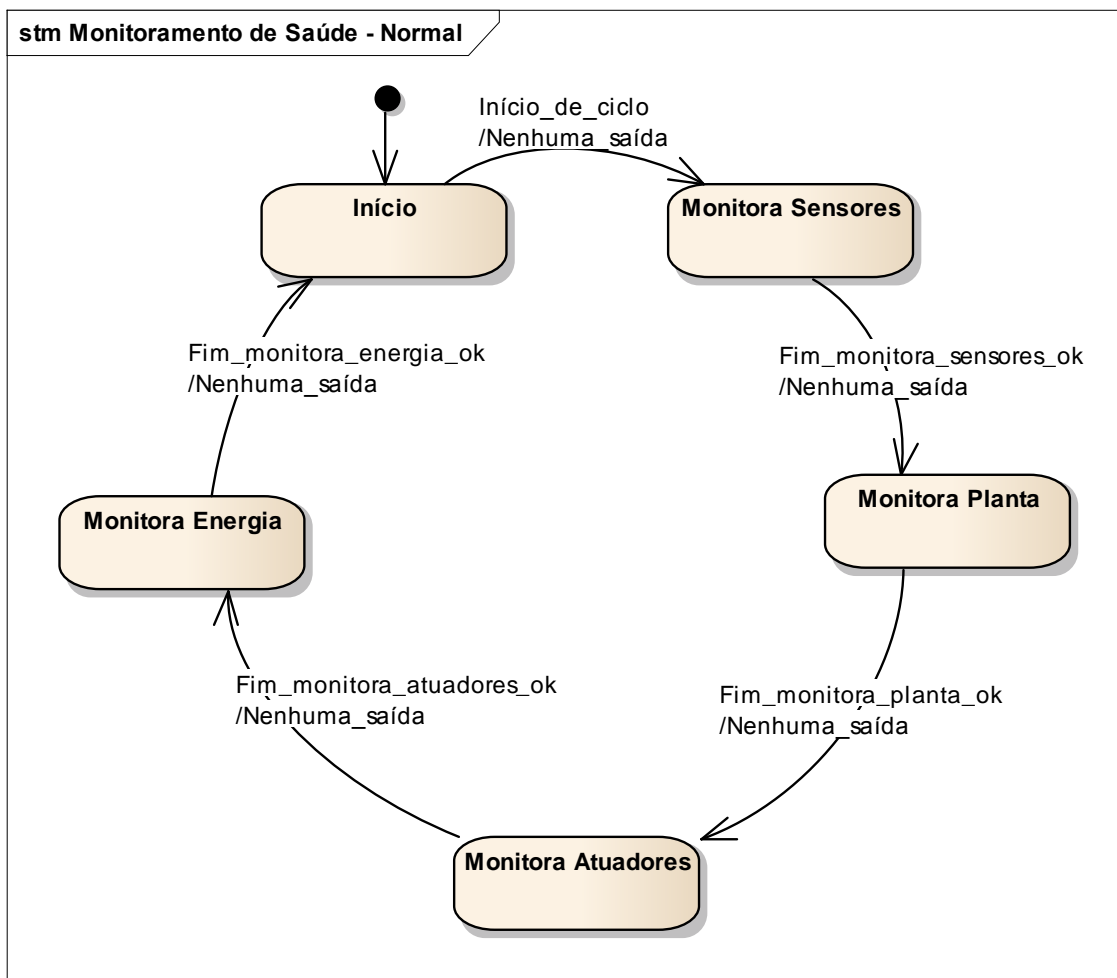 stm Monitoramento de Saúde - Normal
Início_de_ciclo
/Nenhuma_saída
Início
Monitora Sensores
Fim_monitora_energia_ok
/Nenhuma_saída
Fim_monitora_sensores_ok
/Nenhuma_saída
Monitora Energia
Monitora Planta
Fim_monitora_atuadores_ok
/Nenhuma_saída
Fim_monitora_planta_ok
/Nenhuma_saída
Monitora Atuadores